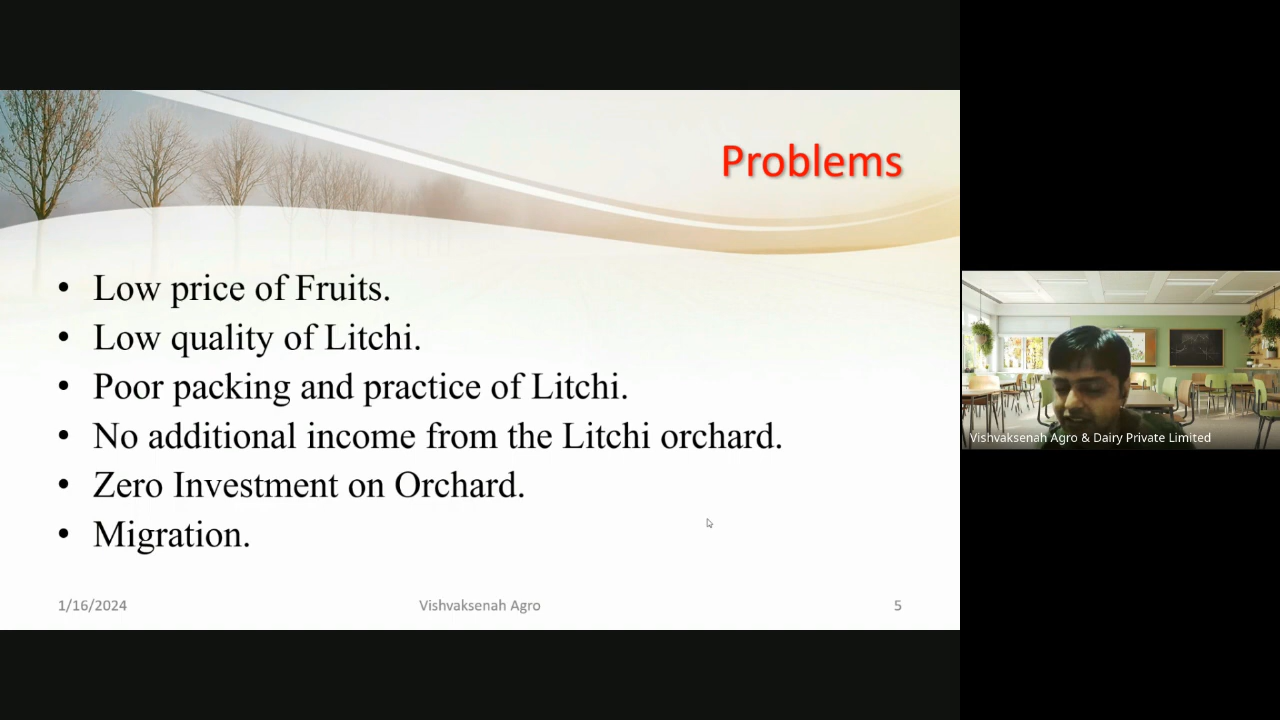 Problems
• Low price of Fruits.
• Low quality of Litchi.
• Poor packing and practice of Litchi.
• No additional income from the Litchi orchard.
• Zero Investment on Orchard.
• Migration.
1/16/2024
Vishvaksenah Agro
5
Vishvaksenah Agro & Dairy Private Limited